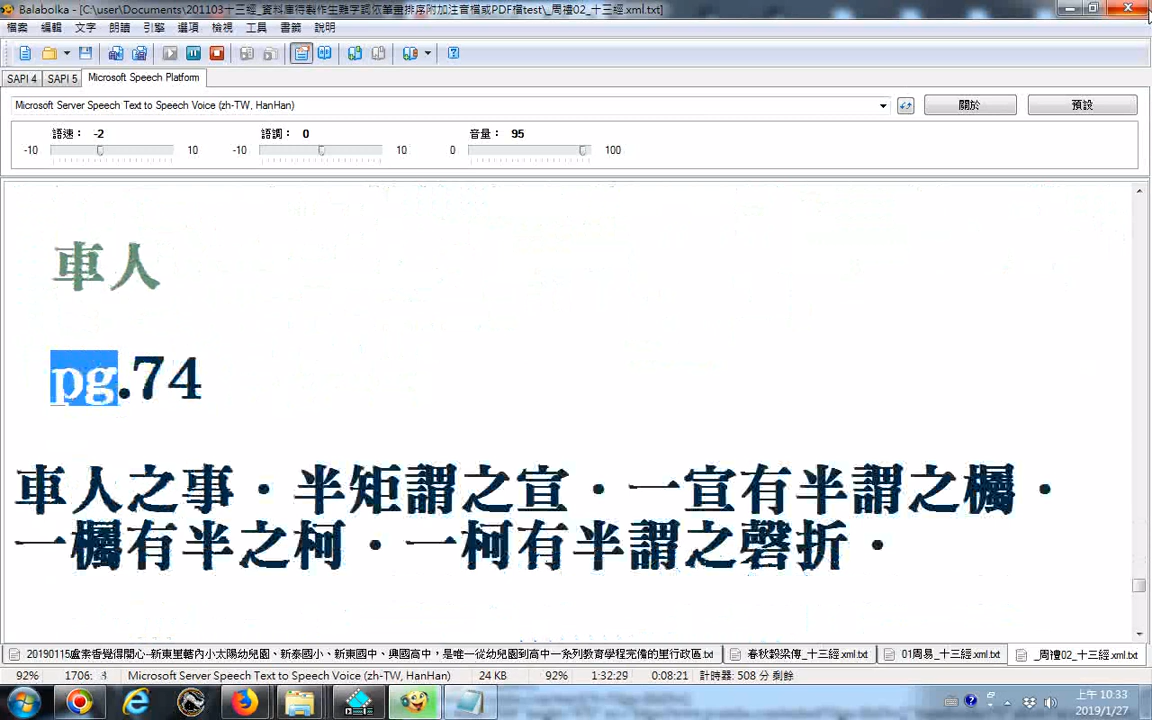 Balabolka - [C:\user\Documents\201103十三經_資料庫待製作生難字詞依筆畫排序附加注音檔或PDF檔test\_周禮02_十三經.xml.txt]
檔案 編輯 文字 朗讀 引擎 選項 檢視 工具 書籤 說明
SAPI 4 SAPI 5 Microsoft Speech Platform
Microsoft Server Speech Text to Speech Voice (zh-TW, HanHan) 關於 預設
語速： -2 語調： 0 音量： 95
-10 10 -10 10 0 100
車人
pg.74
車人之事．半矩謂之宣．一宣有半謂之欘．
一欘有半之柯．一柯有半謂之磬折．
20190115盧素香覺得開心--新東里轄內小太陽幼兒園、新泰國小、新東國中、興國高中，是唯一從幼兒園到高中一系列教育學程完備的里行政區.txt 春秋穀梁傳_十三經.xml.txt 01周易_十三經.xml.txt _周禮02_十三經.xml.txt
92% 1706: 3 Microsoft Server Speech Text to Speech Voice (zh-TW, HanHan) 24 KB 92% 1:32:29 0:08:21 計時器： 508 分 剩餘
上午 10:33
2019/1/27